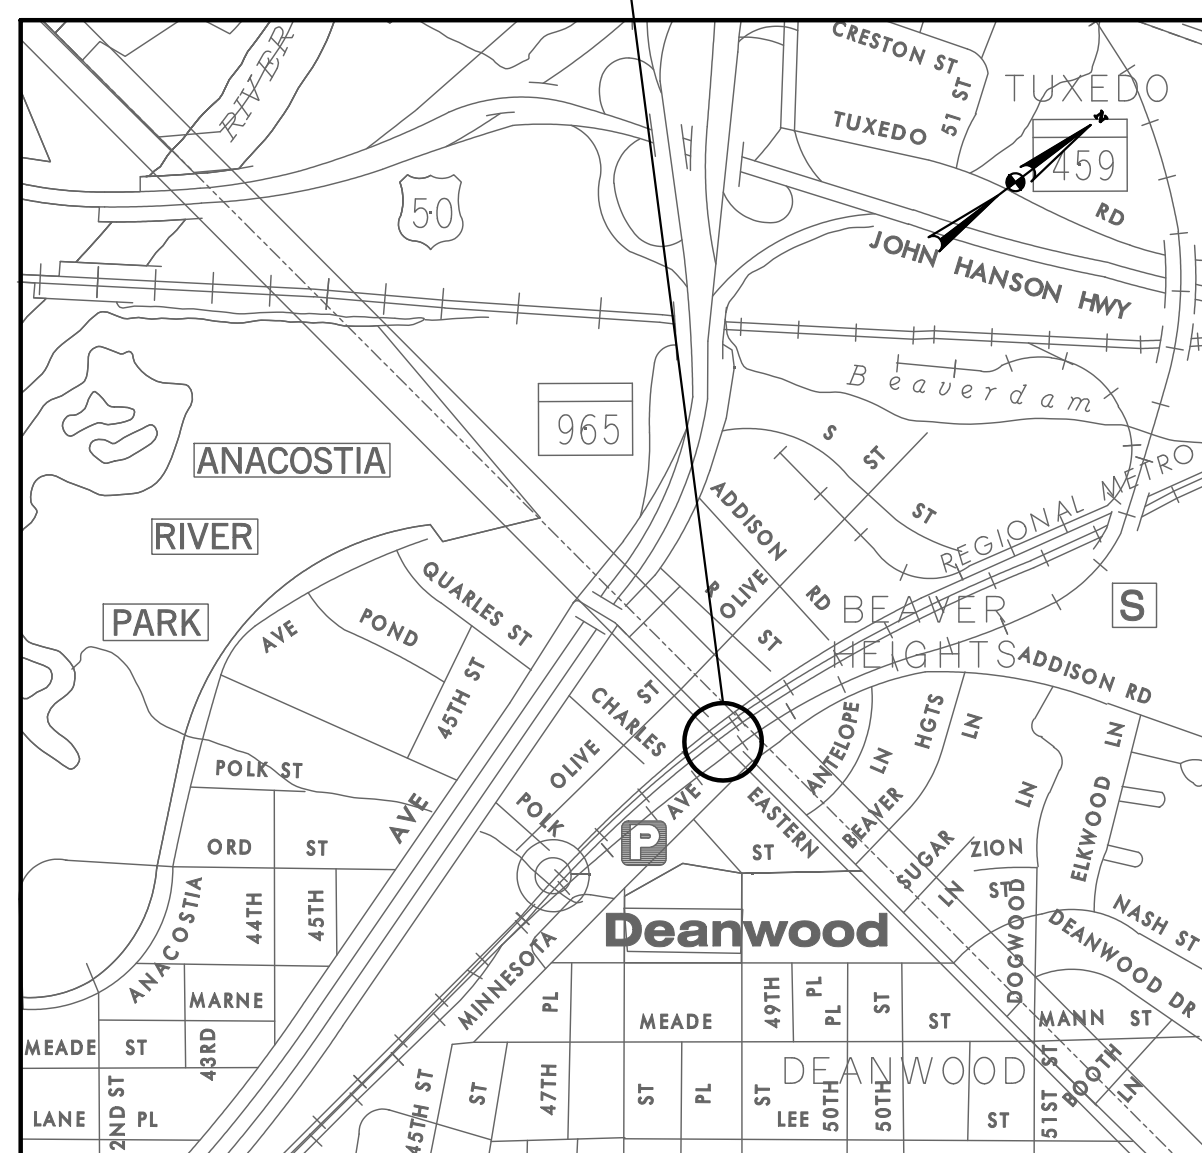 CRESTON ST
RIVER
TUXEDO
51 ST
TUXEDO
N
459
50
RD
JOHN HANSON HWY
Beaverdam
965
S
ST
ANACOSTIA
REGIONAL METRO
ADDISON
ST
RIVER
QUARLES ST
R
OLIVE
RD
BEAVER
S
PARK
AVE
POND
ST
HEIGHTS
ADDISON RD
45TH ST
ST
CHARLES
ANTELOPE
HGTS
LN
LN
OLIVE
LN
POLK ST
AVE
POLK
AVE
EASTERN
BEAVER
LN
ELKWOOD
P
ORD
ST
ST
SUGAR
ZION
LN
ST
ANACOSTIA
44TH
45TH
Deanwood
DOGWOOD
NASH ST
DEANWOOD DR
MINNESOTA
MARNE
PL
MEADE
49TH
PL
PL
ST
ST
MANN
ST
MEADE
ST
43RD
DEANWOOD
ST
BOOTH
LN
2ND ST
LANE
PL
45TH ST
ST
47TH
ST
PL
ST
LEE
50TH
50TH
ST
51ST